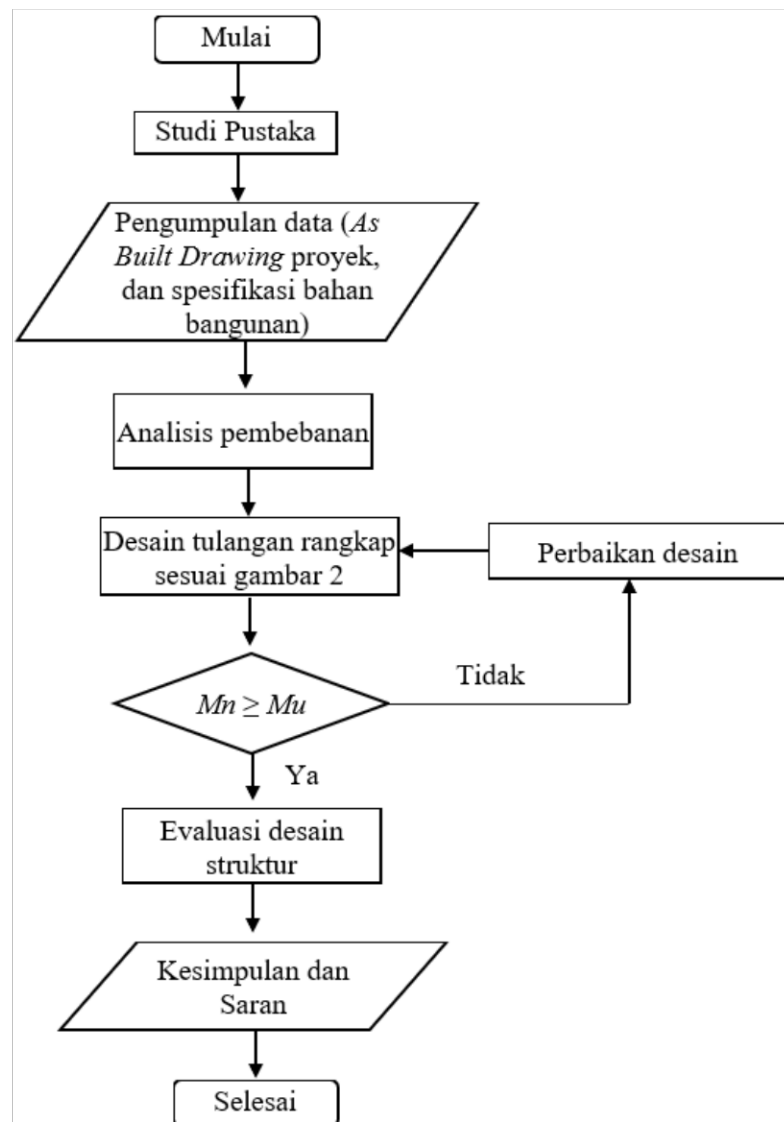 Mulai
Studi Pustaka
Pengumpulan data (As
Built Drawing proyek,
dan spesifikasi bahan
bangunan)
Analisis pembebanan
Desain tulangan rangkap
sesuai gambar 2
Perbaikan desain
Mn ≥ Mu
Tidak
Ya
Evaluasi desain
struktur
Kesimpulan dan
Saran
Selesai